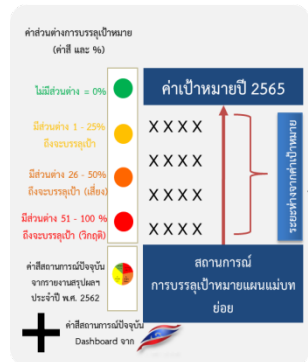 ค่าส่วนต่างการบรรลุเป้าหมาย
(ค่าสี และ %)
ไม่มีส่วนต่าง = 0%
มีส่วนต่าง 1 - 25%
ถึงจะบรรลุเป้า
มีส่วนต่าง 26 - 50%
ถึงจะบรรลุเป้า (เสี่ยง)
มีส่วนต่าง 51 - 100 %
ถึงจะบรรลุเป้า (วิกฤติ)
ค่าสีสถานการณ์ปัจจุบัน
จากรายงานสรุปผลฯ
ประจำปี พ.ศ. 2562
ค่าสีสถานการณ์ปัจจุบัน
Dashboard จาก
ค่าเป้าหมายปี 2565
X X X X
X X X X
X X X X
X X X X
ระยะห่างจากค่าเป้าหมาย
สถานการณ์
การบรรลุเป้าหมายแผนแม่บท
ย่อย